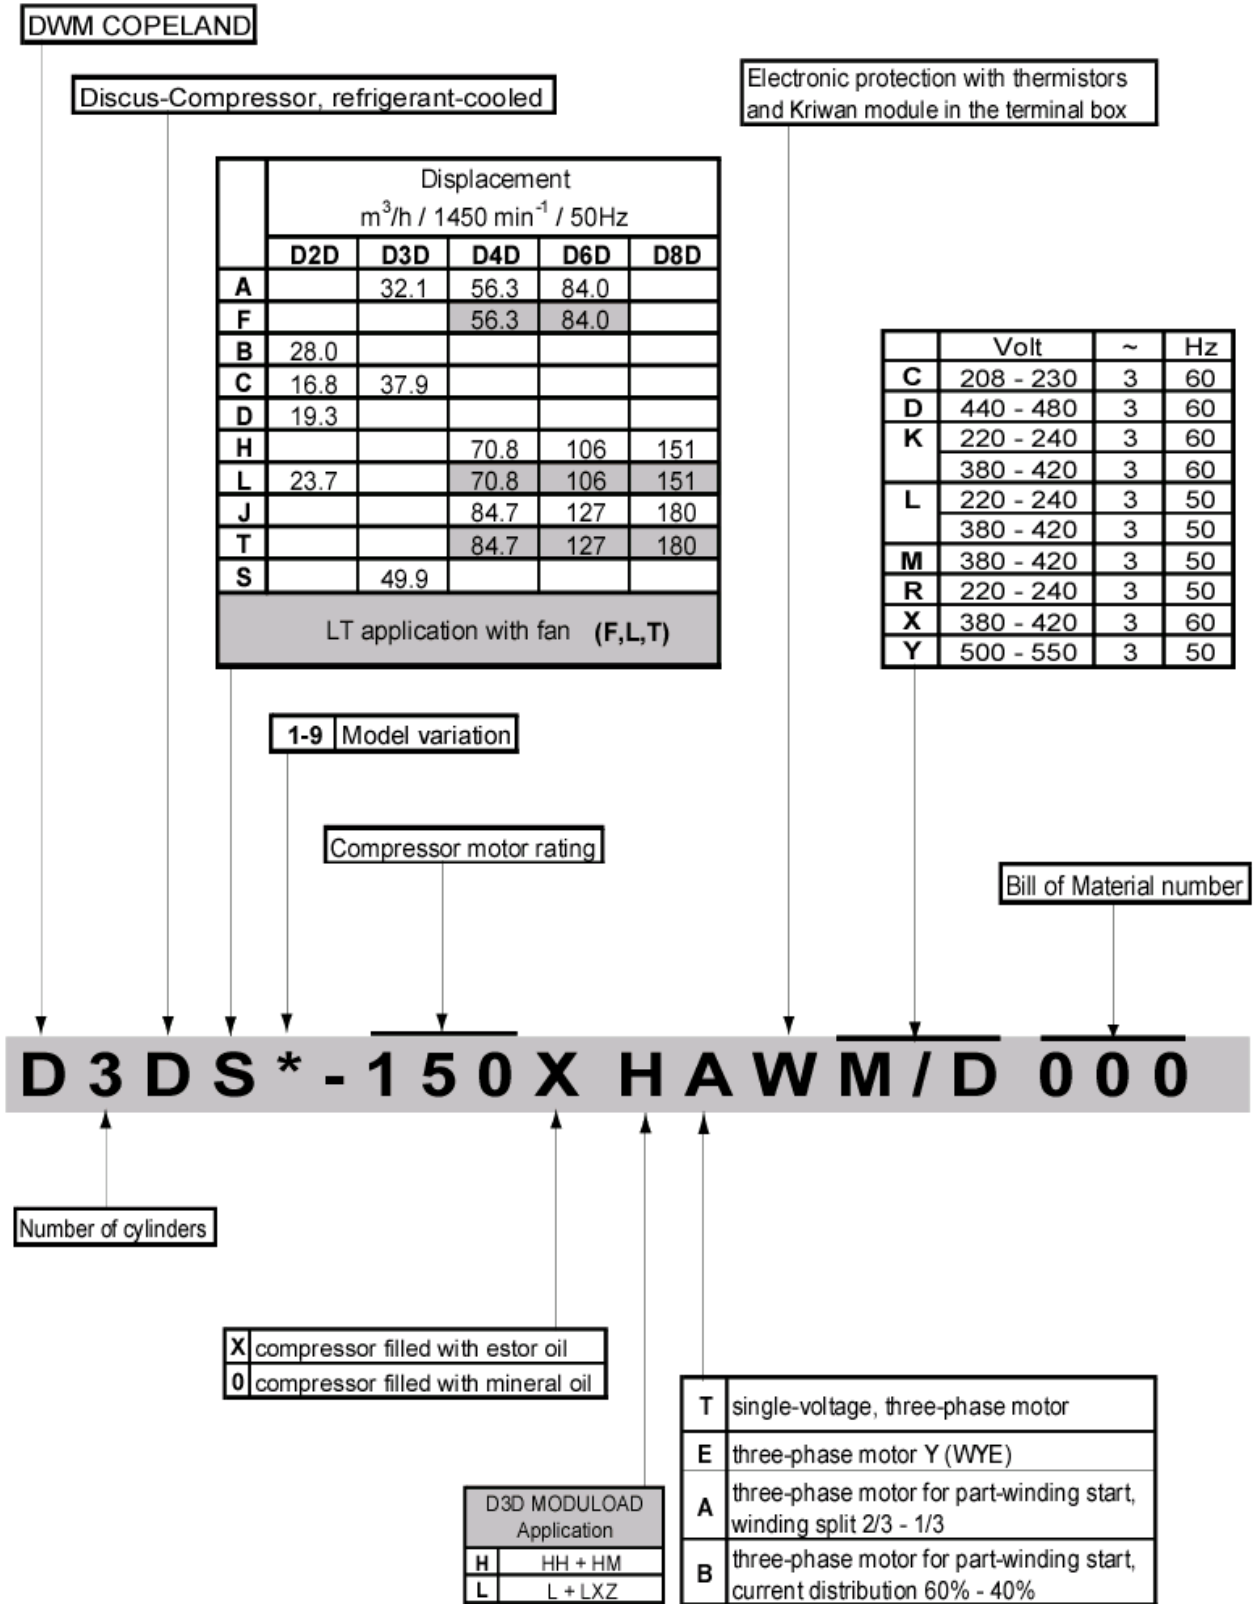 DWM COPELAND
Discus-Compressor, refrigerant-cooled
Electronic protection with thermistors
and Kriwan module in the terminal box
Displacement
m³/h / 1450 min⁻¹ / 50Hz
D2D D3D D4D D6D D8D
A 32.1 56.3 84.0
F 56.3 84.0
B 28.0
C 16.8 37.9
D 19.3
H 70.8 106 151
L 23.7 70.8 106 151
J 84.7 127 180
T 84.7 127 180
S 49.9
LT application with fan (F,L,T)
Volt ~ Hz
C 208 - 230 3 60
D 440 - 480 3 60
K 220 - 240 3 60
380 - 420 3 60
L 220 - 240 3 50
380 - 420 3 50
M 380 - 420 3 50
R 220 - 240 3 50
X 380 - 420 3 60
Y 500 - 550 3 50
1-9 Model variation
Compressor motor rating
Bill of Material number
D 3 D S * - 1 5 0 X H A W M / D 0 0 0
Number of cylinders
X compressor filled with estor oil
0 compressor filled with mineral oil
D3D MODULOAD
Application
H HH + HM
L L + LXZ
T single-voltage, three-phase motor
E three-phase motor Y (WYE)
A three-phase motor for part-winding start,
winding split 2/3 - 1/3
B three-phase motor for part-winding start,
current distribution 60% - 40%